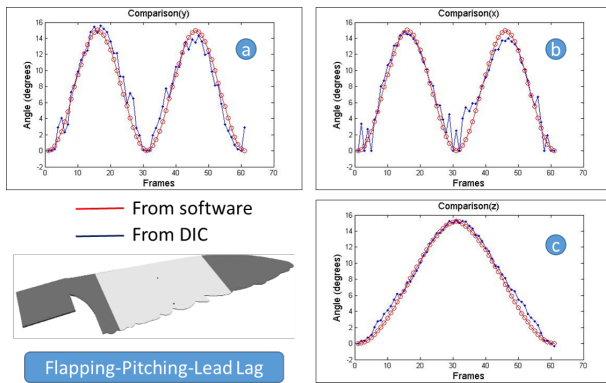 Comparison(y)
Angle (degrees)
16
14
12
10
8
6
4
2
0
0 10 20 30 40 50 60 70
Frames
a
Comparison(x)
Angle (degrees)
16
14
12
10
8
6
4
2
0
0 10 20 30 40 50 60 70
Frames
b
From software
From DIC
Flapping-Pitching-Lead Lag
Comparison(z)
Angle (degrees)
16
14
12
10
8
6
4
2
0
0 10 20 30 40 50 60 70
Frames
c